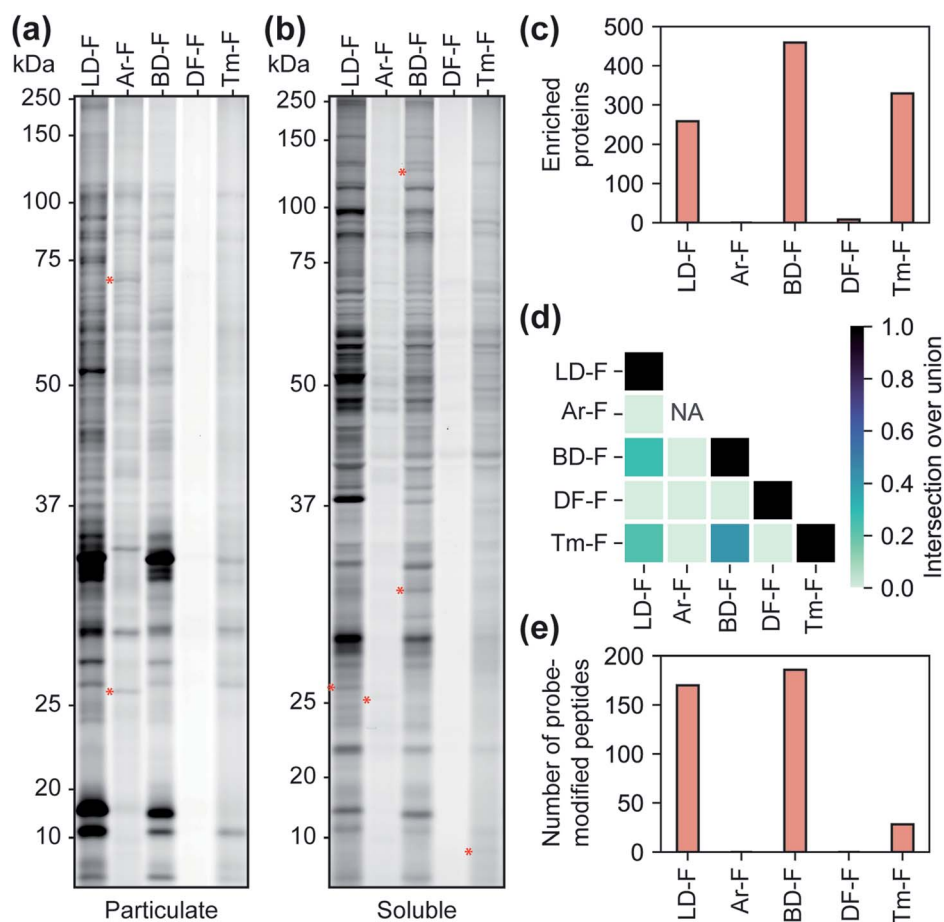 (a)
kDa
LD-F
Ar-F
BD-F
DF-F
Tm-F
250
150
100
75
50
37
25
20
10
*
*
Particulate
(b)
kDa
LD-F
Ar-F
BD-F
DF-F
Tm-F
250
150
100
75
50
37
25
20
10
*
*
*
*
*
Soluble
(c)
Enriched
proteins
500
400
300
200
100
0
LD-F
Ar-F
BD-F
DF-F
Tm-F
(d)
LD-F
Ar-F
BD-F
DF-F
Tm-F
NA
LD-F
Ar-F
BD-F
DF-F
Tm-F
1.0
0.8
0.6
0.4
0.2
0.0
Intersection over union
(e)
Number of probe-
modified peptides
200
150
100
50
0
LD-F
Ar-F
BD-F
DF-F
Tm-F